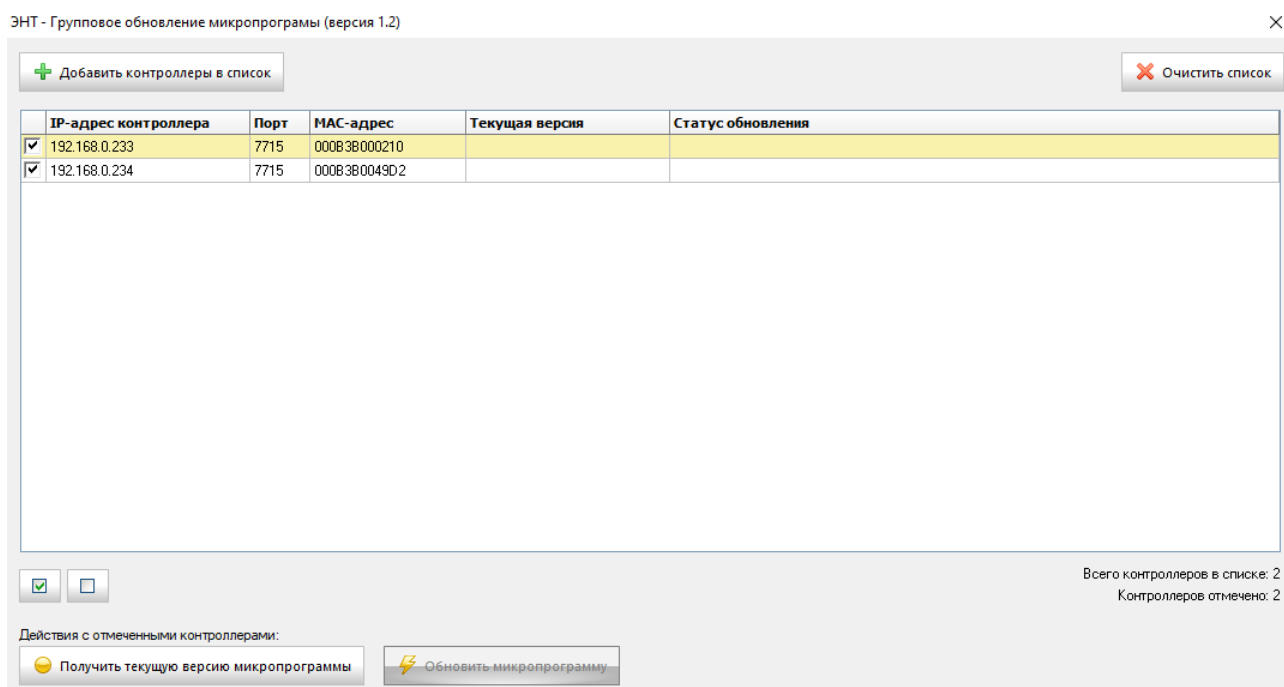 ЭНТ - Групповое обновление микропрограмы (версия 1.2)
Добавить контроллеры в список Очистить список
IP-адрес контроллера Порт MAC-адрес Текущая версия Статус обновления
192.168.0.233 7715 000B3B000210
192.168.0.234 7715 000B3B0049D2
Всего контроллеров в списке: 2
Контроллеров отмечено: 2
Действия с отмеченными контроллерами:
Получить текущую версию микропрограммы Обновить микропрограмму